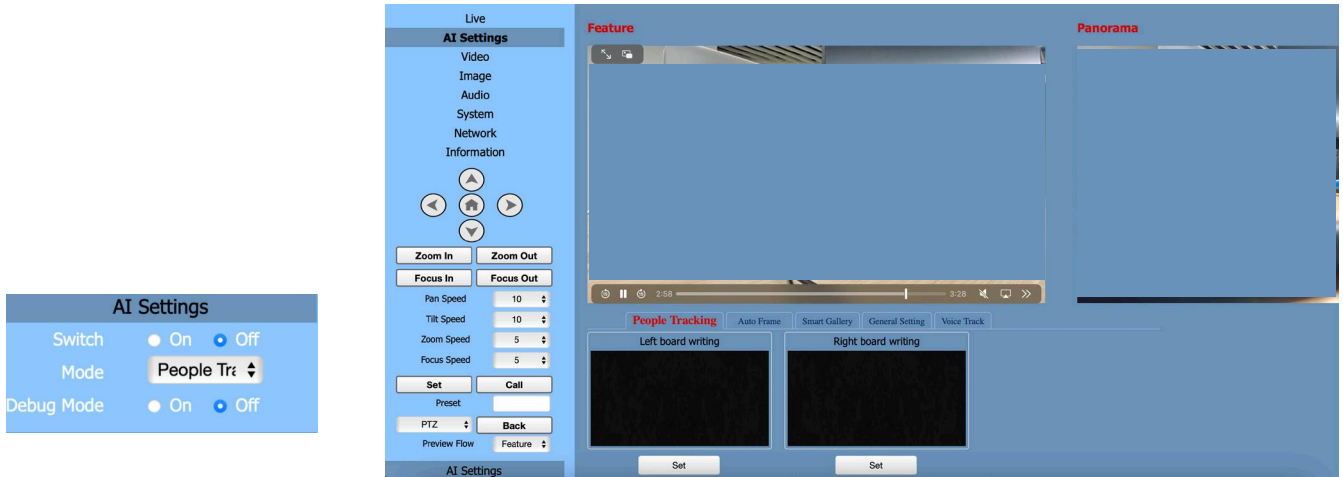 AI Settings
Switch On Off
Mode People Tra
Debug Mode On Off
Live
AI Settings
Video
Image
Audio
System
Network
Information
Zoom In Zoom Out
Focus In Focus Out
Pan Speed 10
Tilt Speed 10
Zoom Speed 5
Focus Speed 5
Set Call
Preset
PTZ Back
Preview Flow Feature
AI Settings
Feature
2:58 3:28
People Tracking Auto Frame Smart Gallery General Setting Voice Track
Left board writing Right board writing
Set Set
Panorama